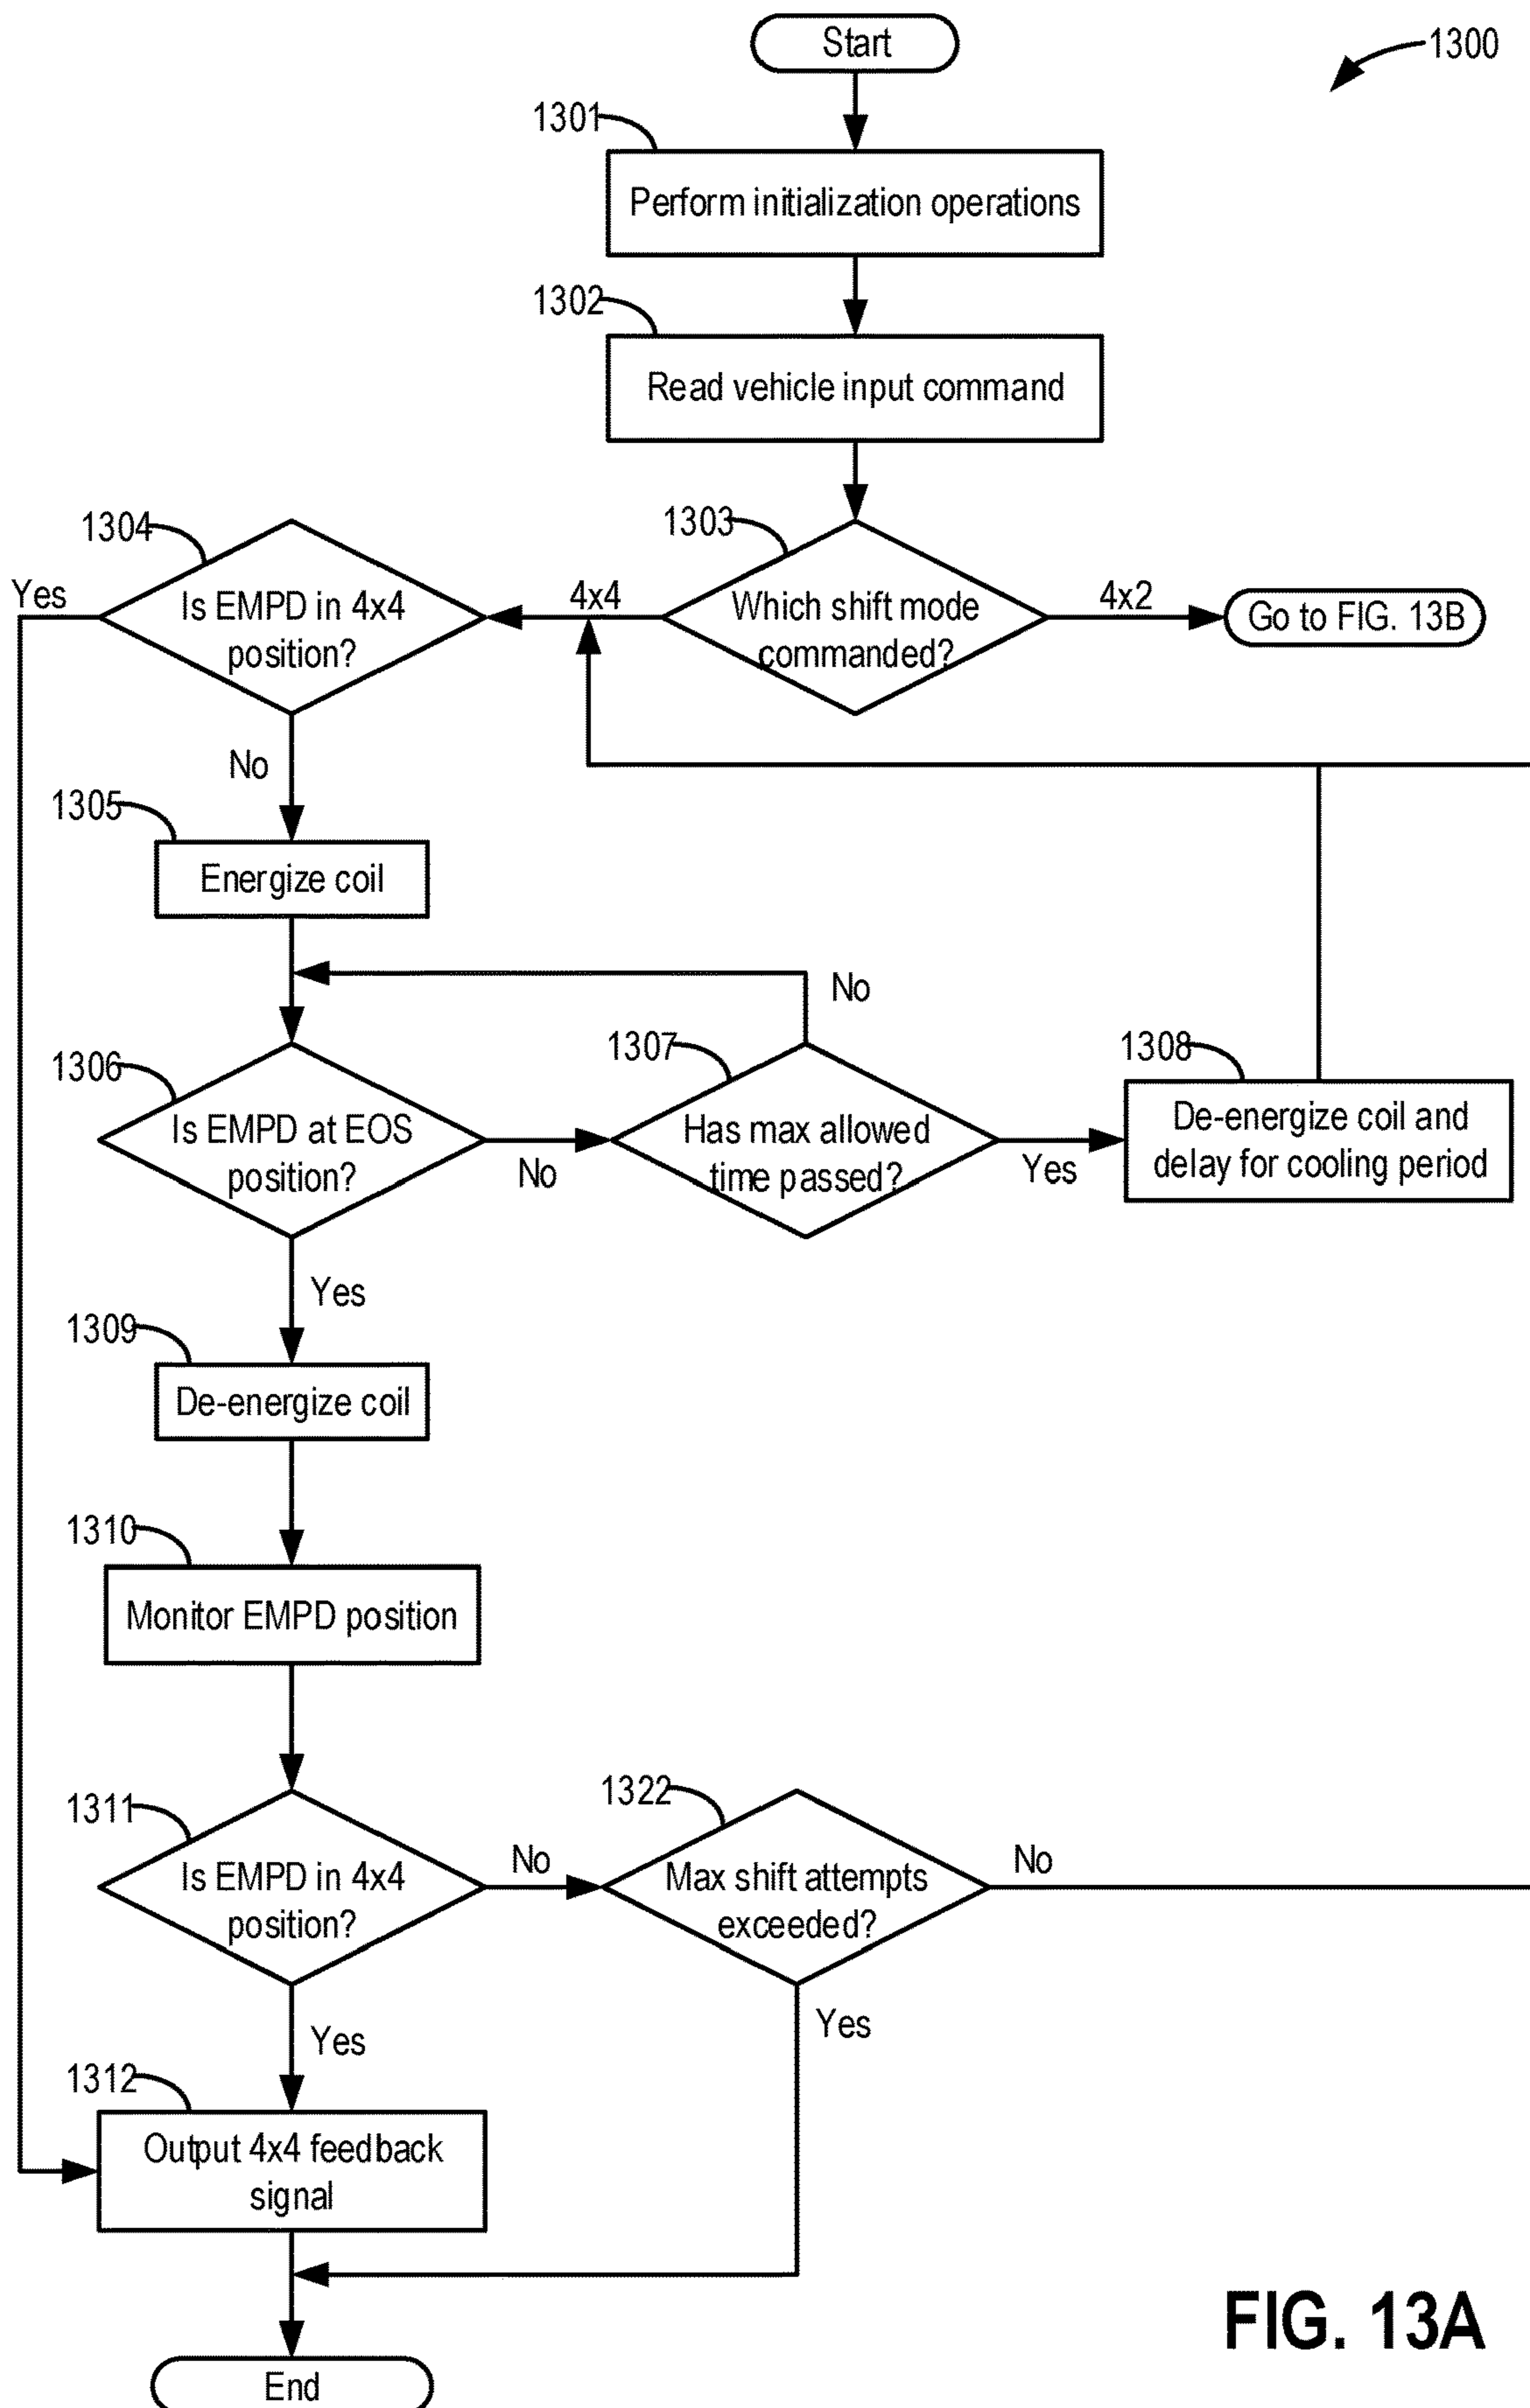 Start
1300
1301
Perform initialization operations
1302
Read vehicle input command
1303
Which shift mode
commanded?
4x4
4x2
Go to FIG. 13B
1304
Is EMPD in 4x4
position?
Yes
No
1305
Energize coil
No
1306
Is EMPD at EOS
position?
No
1307
Has max allowed
time passed?
Yes
1308
De-energize coil and
delay for cooling period
Yes
1309
De-energize coil
1310
Monitor EMPD position
1311
Is EMPD in 4x4
position?
No
1322
Max shift attempts
exceeded?
No
Yes
Yes
1312
Output 4x4 feedback
signal
End
FIG. 13A